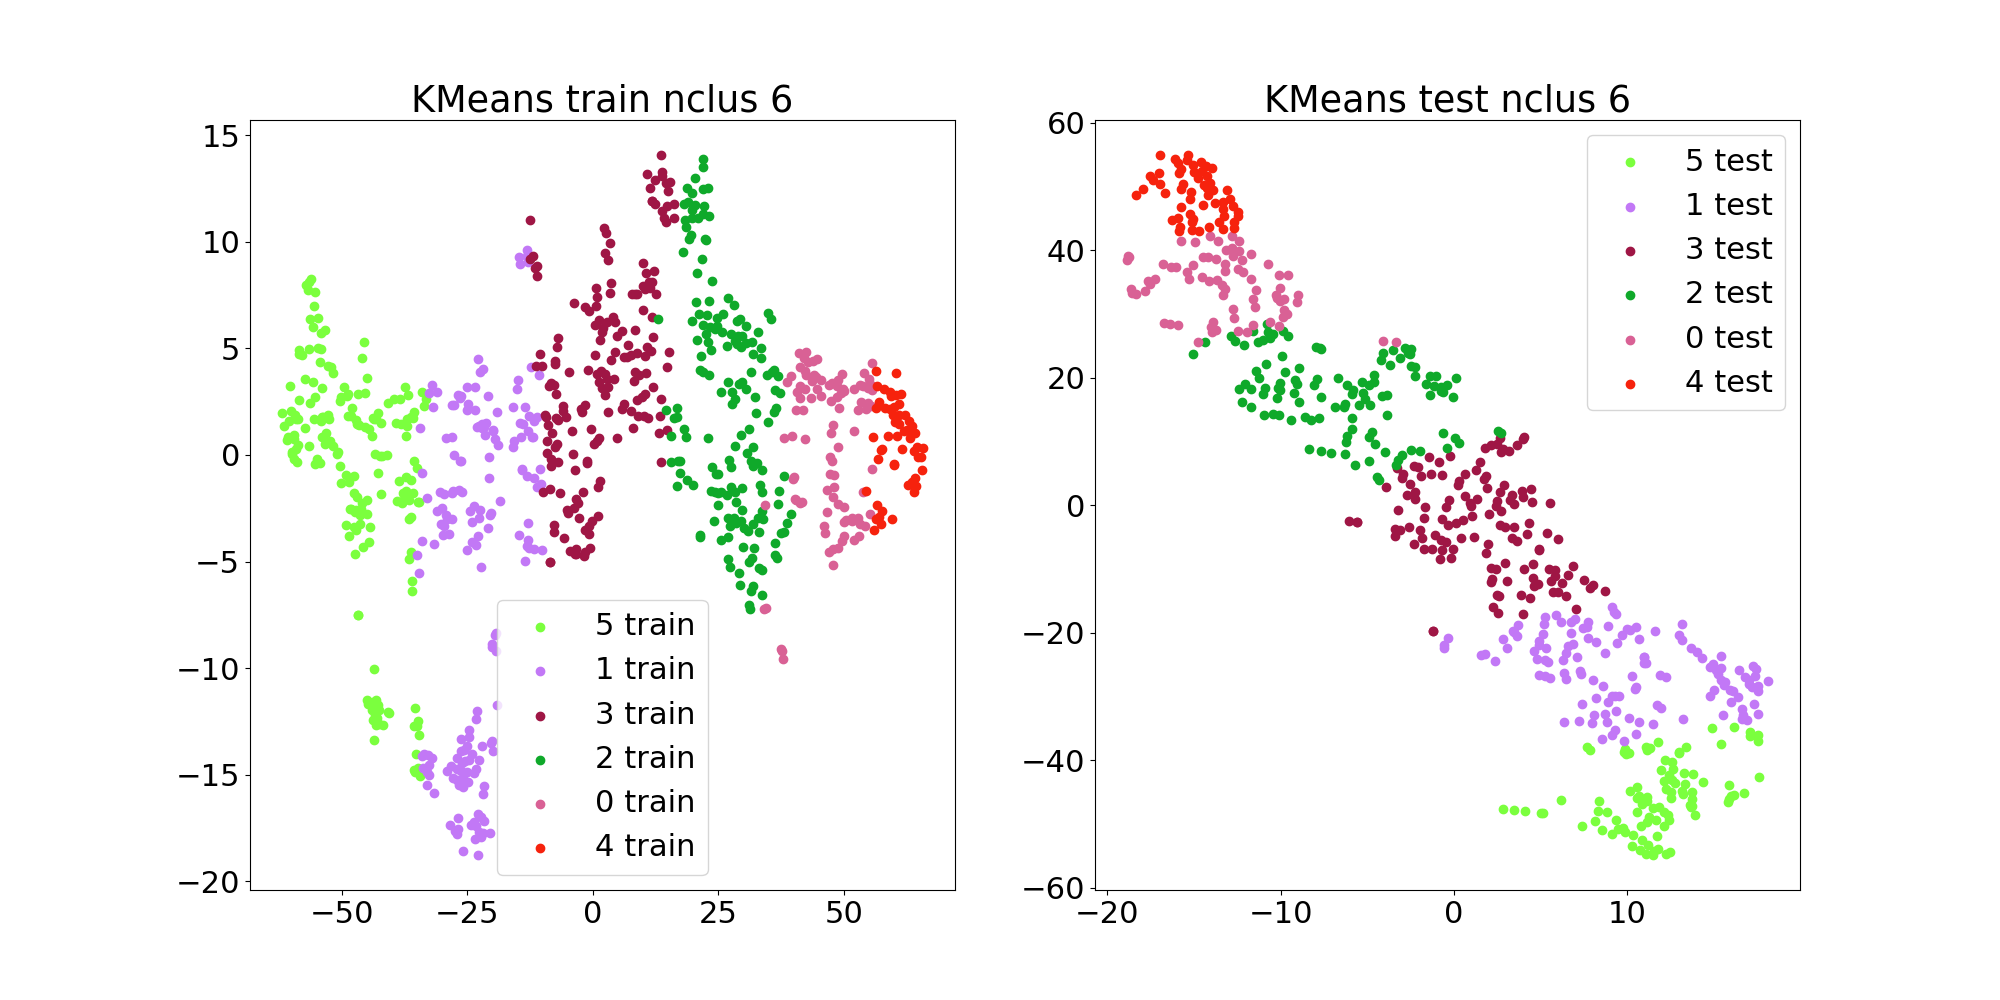 KMeans train nclus 6
15
10
5
0
−5
−10
−15
−20
−50 −25 0 25 50
5 train
1 train
3 train
2 train
0 train
4 train
KMeans test nclus 6
60
40
20
0
−20
−40
−60
−20 −10 0 10
5 test
1 test
3 test
2 test
0 test
4 test